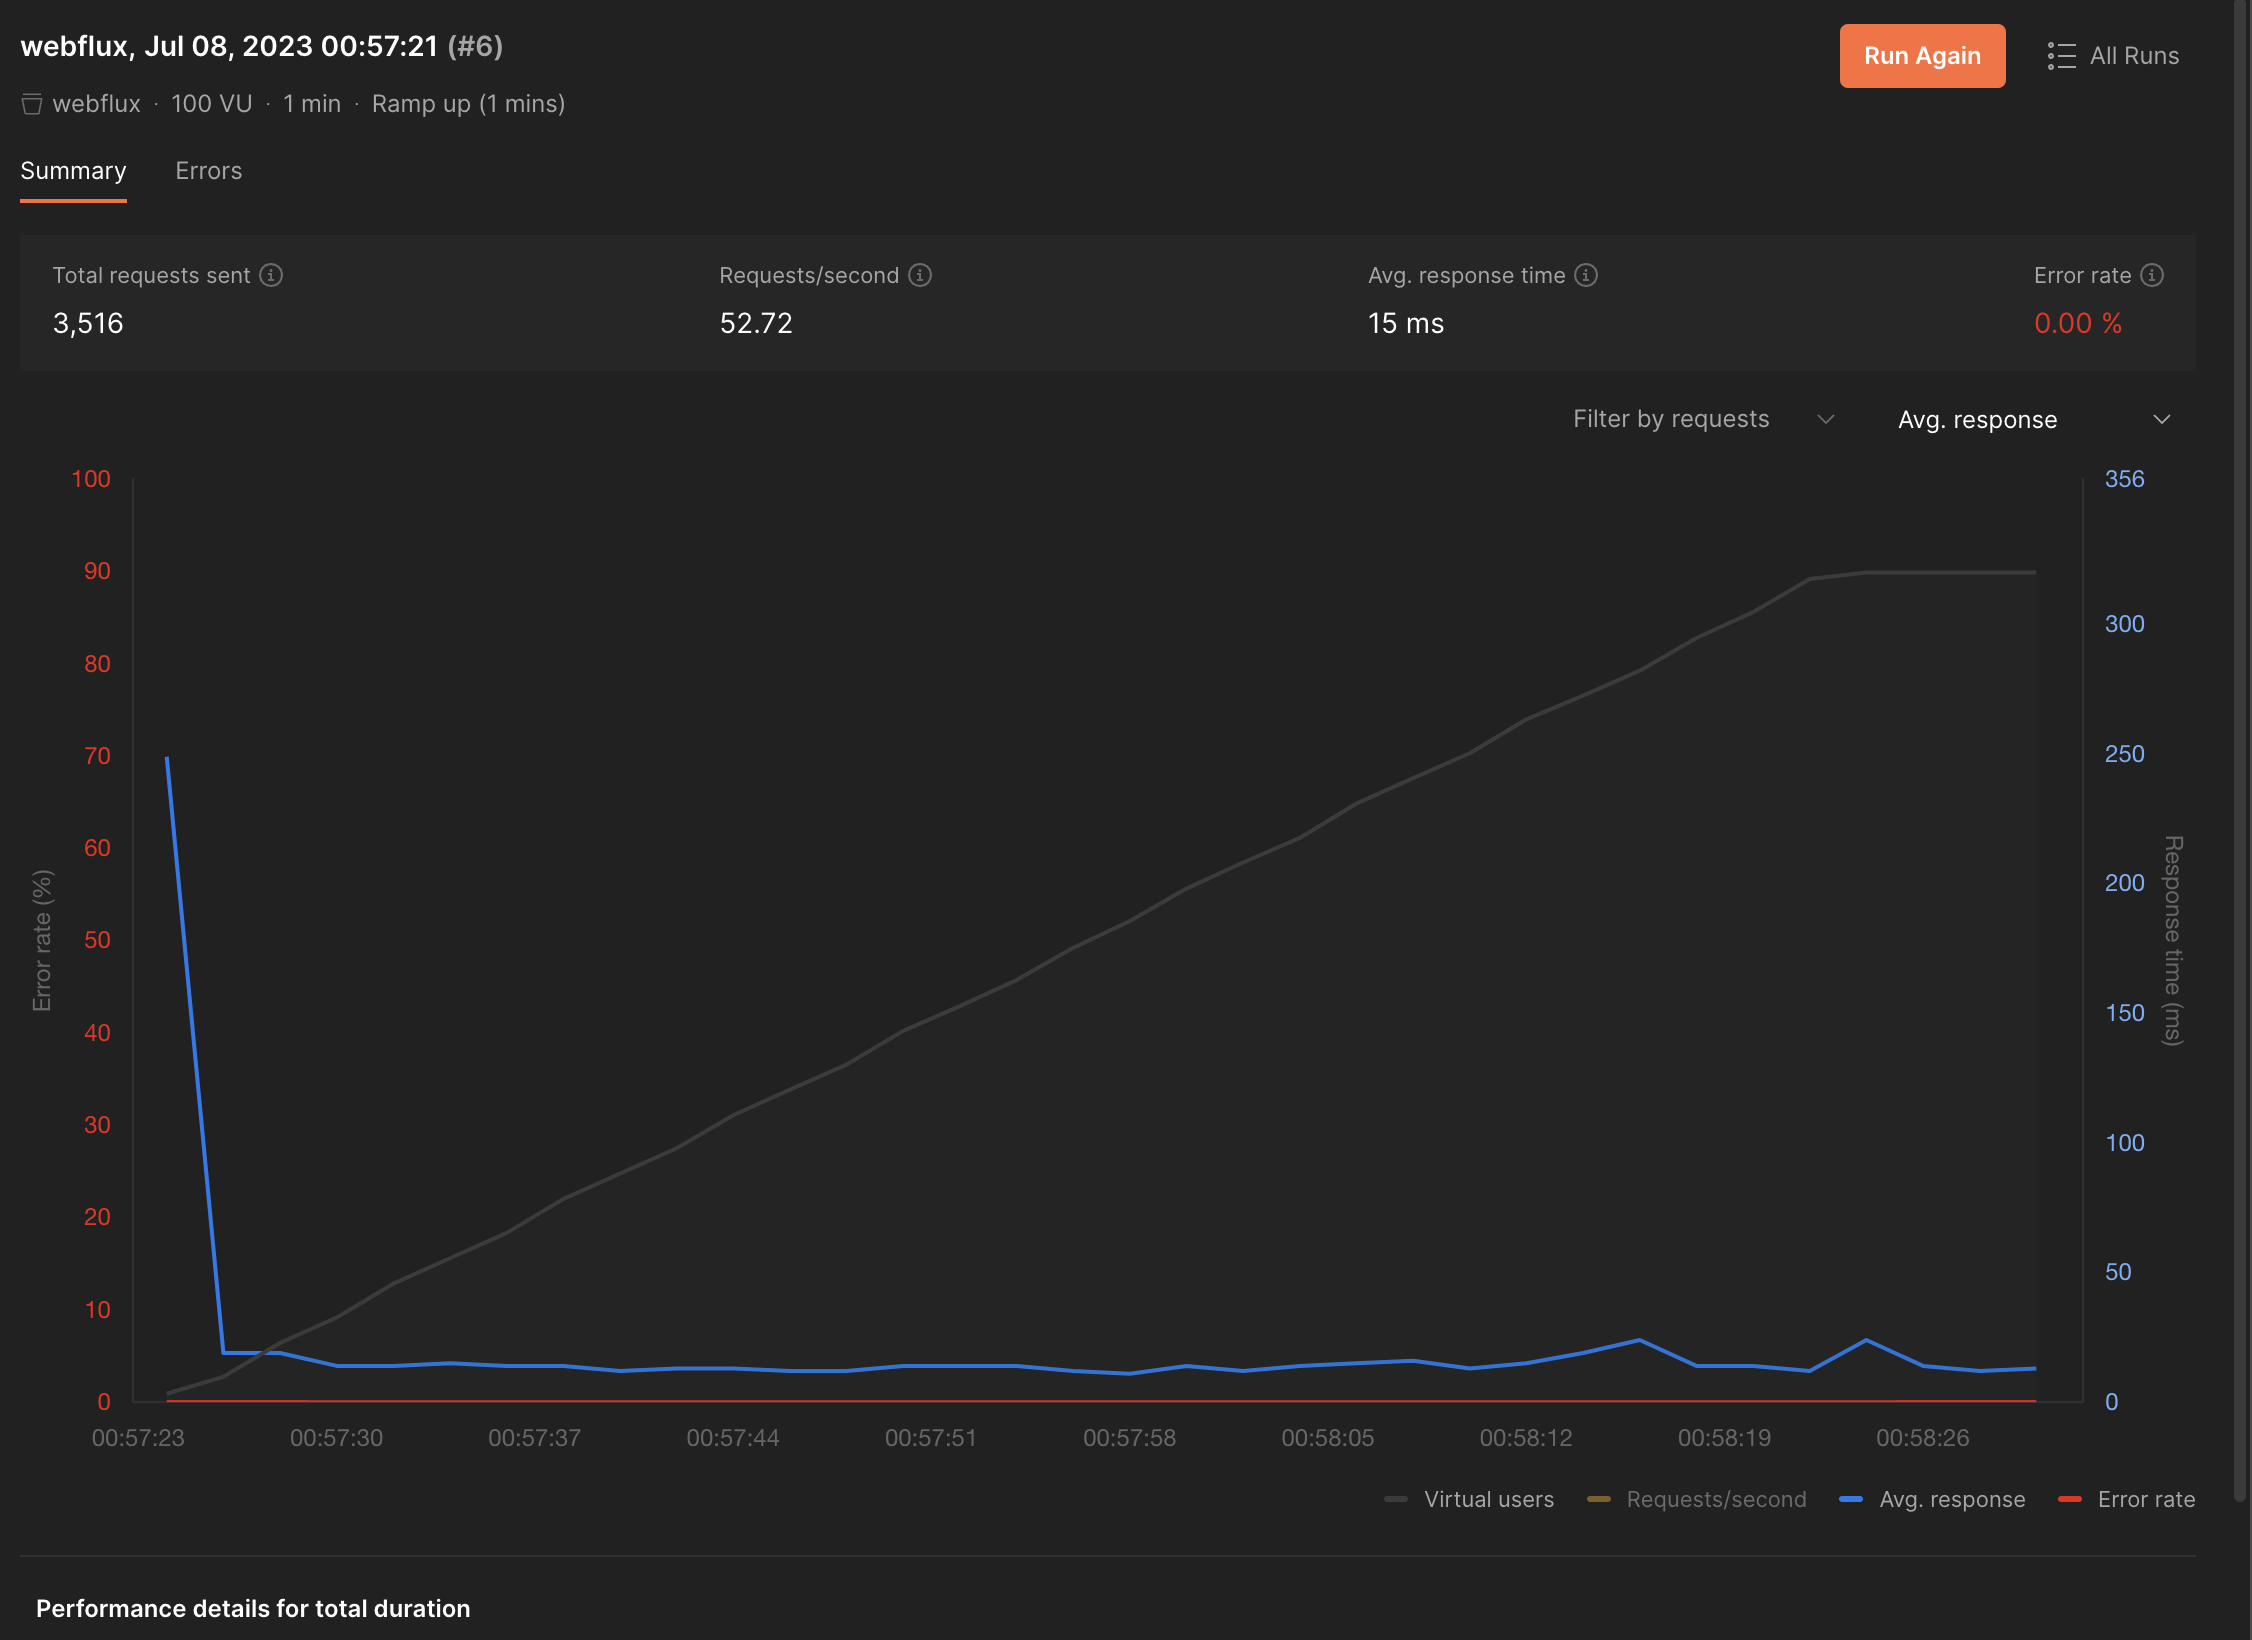 webflux, Jul 08, 2023 00:57:21 (#6)
Run Again
All Runs
webflux · 100 VU · 1 min · Ramp up (1 mins)
Summary
Errors
Total requests sent
Requests/second
Avg. response time
Error rate
3,516
52.72
15 ms
0.00 %
Filter by requests
Avg. response
100
90
80
70
60
50
40
30
20
10
0
Error rate (%)
356
300
250
200
150
100
50
0
Response time (ms)
00:57:23
00:57:30
00:57:37
00:57:44
00:57:51
00:57:58
00:58:05
00:58:12
00:58:19
00:58:26
Virtual users
Requests/second
Avg. response
Error rate
Performance details for total duration